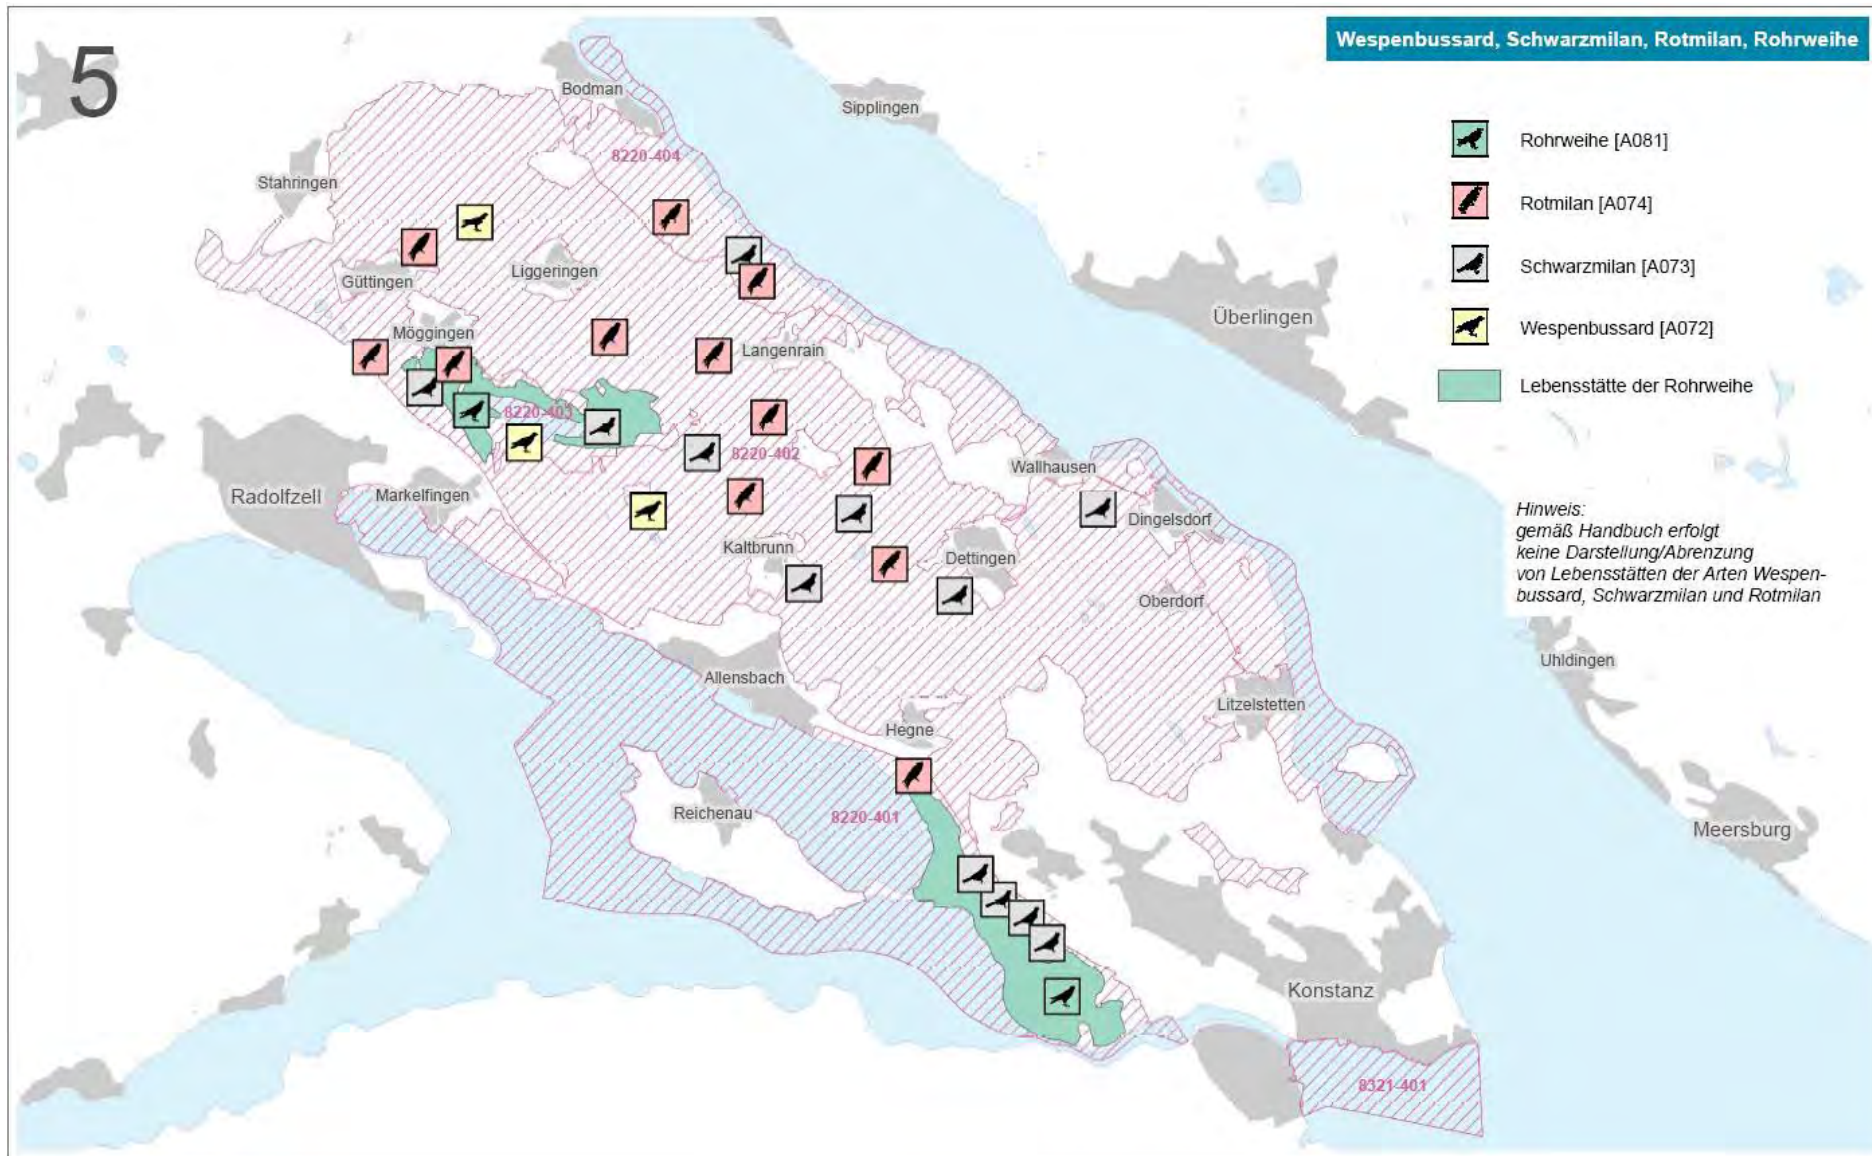 5
Wespenbussard, Schwarzmilan, Rotmilan, Rohrweihe
Rohrweihe [A081]
Rotmilan [A074]
Schwarzmilan [A073]
Wespenbussard [A072]
Lebensstätte der Rohrweihe
Hinweis:
gemäß Handbuch erfolgt
keine Darstellung/Abrenzung
von Lebensstätten der Arten Wespen-
bussard, Schwarzmilan und Rotmilan
Bodman
Sipplingen
8220-404
Stahringen
Güttingen
Liggeringen
Überlingen
Möggingen
Langenrain
8220-403
8220-402
Wallhausen
Radolfzell
Markelfingen
Dingelsdorf
Kaltbrunn
Dettingen
Oberdorf
Uhldingen
Allensbach
Litzelstetten
Hegne
Reichenau
8220-401
Meersburg
Konstanz
8321-401